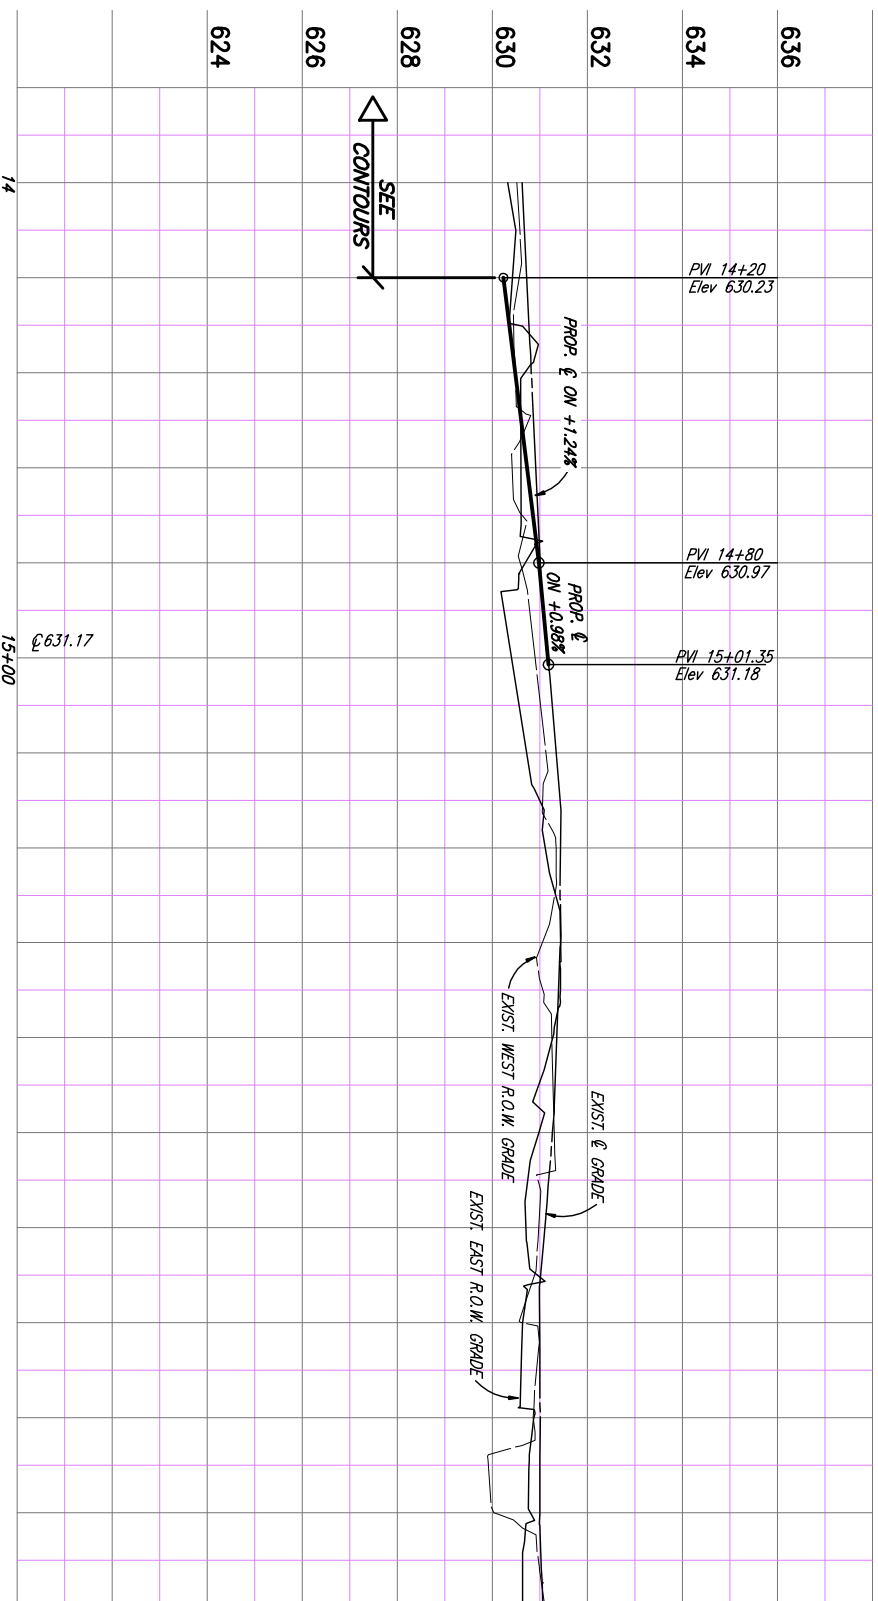 636
634
632
630
628
626
624
PVI 14+20
Elev 630.23
PVI 14+80
Elev 630.97
PVI 15+01.35
Elev 631.18
SEE
CONTOURS
PROP. ℄ ON +1.24%
PROP. ℄
ON +0.98%
EXIST. WEST R.O.W. GRADE
EXIST. ℄ GRADE
EXIST. EAST R.O.W. GRADE
℄ 631.17
14
15+00